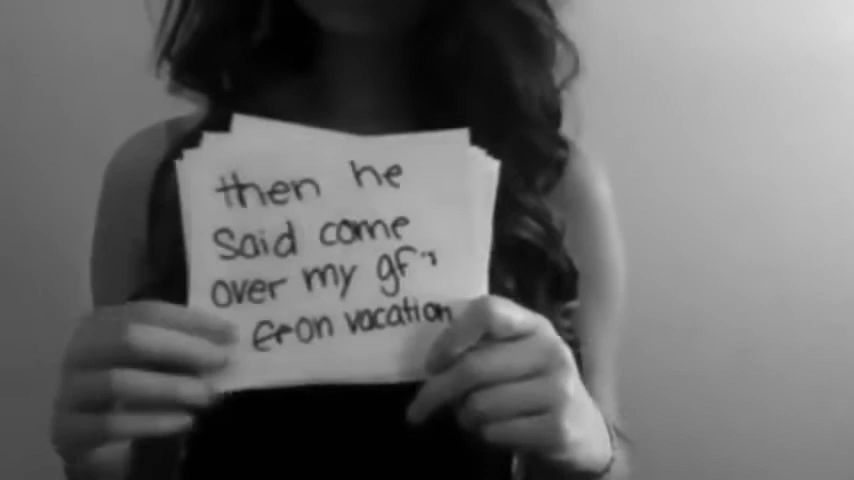 then he
said come
over my gf's
on vacation